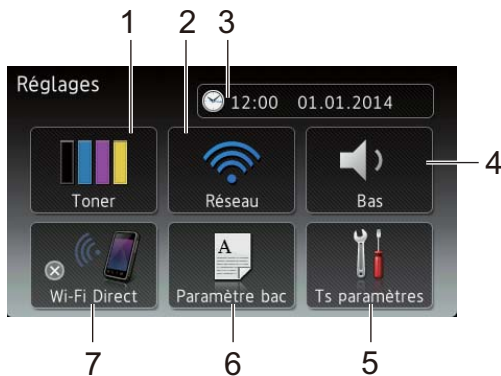 1 2 3
Réglages
12:00 01.01.2014
4
Toner Réseau Bas
A
Wi-Fi Direct Paramètre bac Ts paramètres
7 6 5